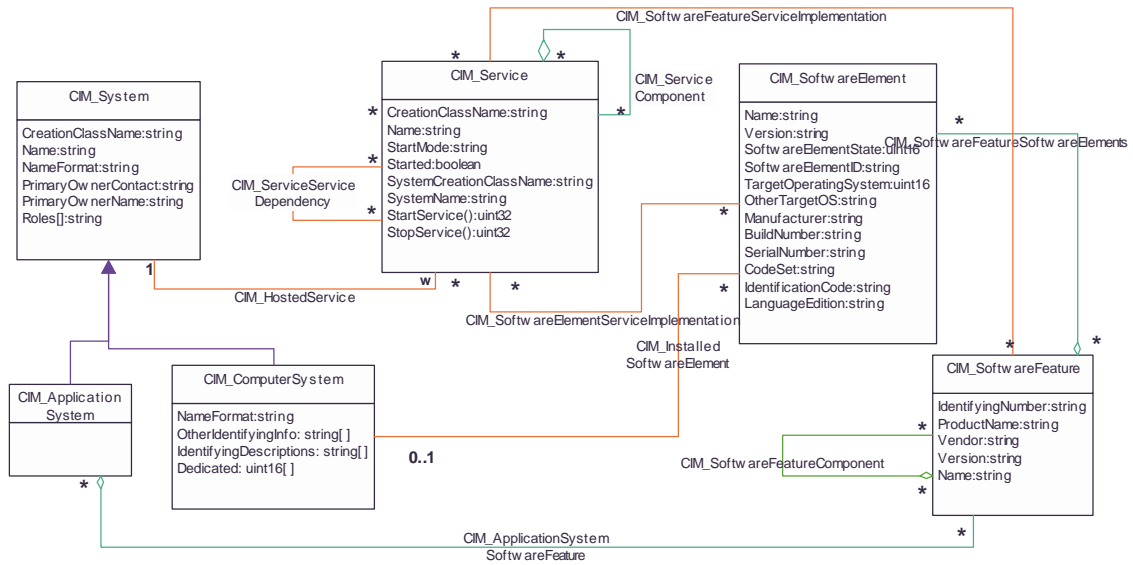 CIM_SoftwareFeatureServiceImplementation
*
*
*
CIM_Service
CreationClassName:string
Name:string
StartMode:string
Started:boolean
SystemCreationClassName:string
SystemName:string
StartService():uint32
StopService():uint32
*
*
*
w
*
*
CIM_Service
Component
CIM_System
CreationClassName:string
Name:string
NameFormat:string
PrimaryOwnerContact:string
PrimaryOwnerName:string
Roles[]:string
CIM_ServiceService
Dependency
1
CIM_HostedService
CIM_SoftwareElement
Name:string
Version:string
SoftwareElementState:uint16
SoftwareElementID:string
TargetOperatingSystem:uint16
OtherTargetOS:string
Manufacturer:string
BuildNumber:string
SerialNumber:string
CodeSet:string
IdentificationCode:string
LanguageEdition:string
*
CIM_SoftwareFeatureSoftwareElements
*
*
CIM_SoftwareElementServiceImplementation
CIM_Installed
SoftwareElement
CIM_Application
System
*
CIM_ComputerSystem
NameFormat:string
OtherIdentifyingInfo: string[ ]
IdentifyingDescriptions: string[ ]
Dedicated: uint16[ ]
0..1
*
*
CIM_SoftwareFeature
IdentifyingNumber:string
ProductName:string
Vendor:string
Version:string
Name:string
*
*
CIM_SoftwareFeatureComponent
*
CIM_ApplicationSystem
SoftwareFeature